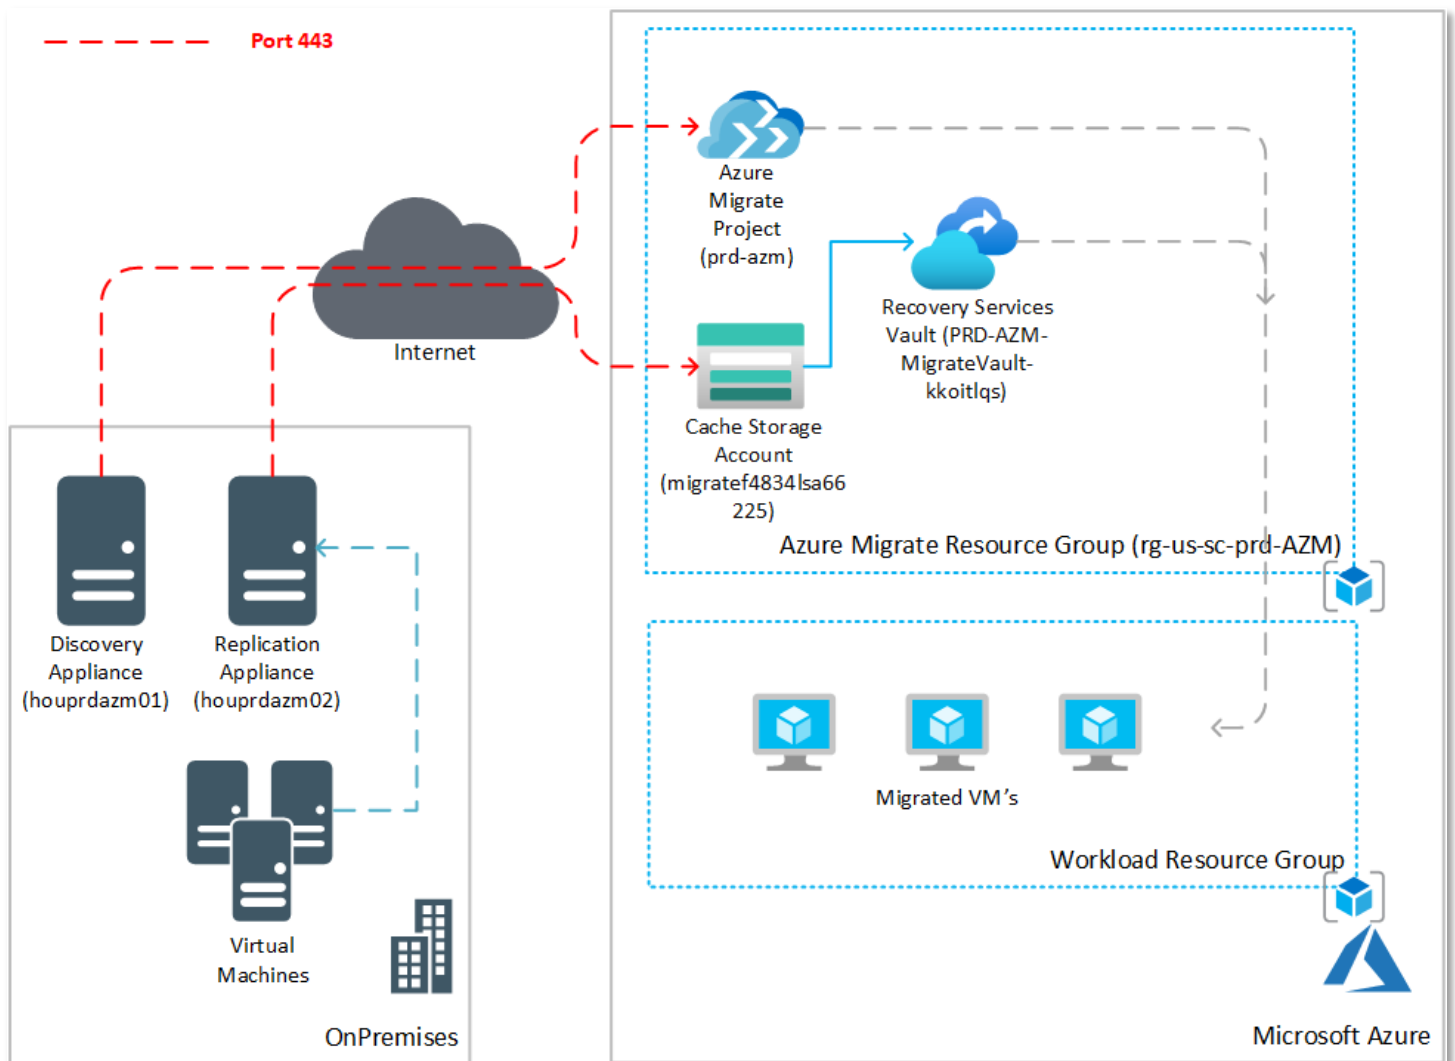 Port 443
Azure
Migrate
Project
(prd-azm)
Internet
Recovery Services
Vault (PRD-AZM-
MigrateVault-
kkoitlqs)
Cache Storage
Account
(migratef4834lsa66
225)
Azure Migrate Resource Group (rg-us-sc-prd-AZM)
Discovery
Appliance
(houprdazm01)
Replication
Appliance
(houprdazm02)
Virtual
Machines
OnPremises
Migrated VM’s
Workload Resource Group
Microsoft Azure